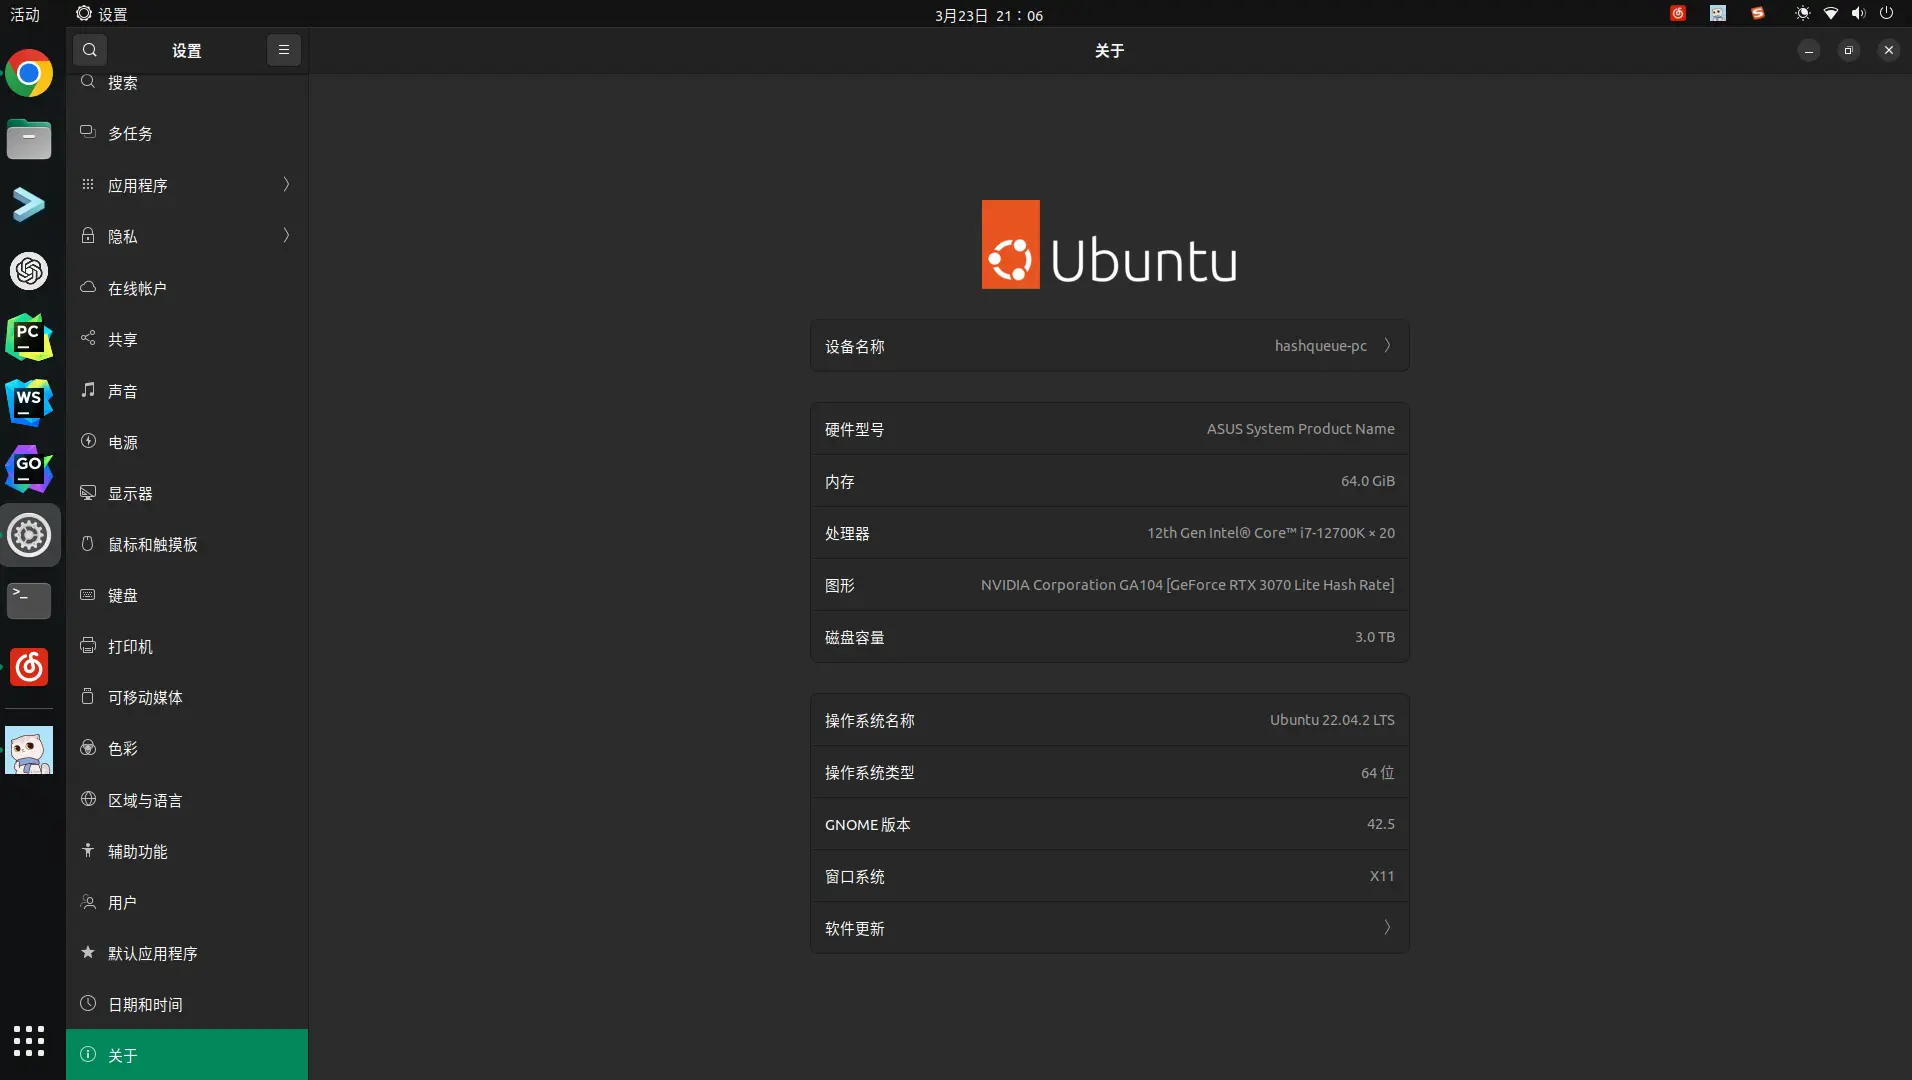 活动
设置
3月23日 21：06
设置
关于
搜索
多任务
应用程序
隐私
在线帐户
共享
声音
电源
显示器
鼠标和触摸板
键盘
打印机
可移动媒体
色彩
区域与语言
辅助功能
用户
默认应用程序
日期和时间
关于
PC
WS
GO
>_
Ubuntu
设备名称 hashqueue-pc
硬件型号 ASUS System Product Name
内存 64.0 GiB
处理器 12th Gen Intel® Core™ i7-12700K × 20
图形 NVIDIA Corporation GA104 [GeForce RTX 3070 Lite Hash Rate]
磁盘容量 3.0 TB
操作系统名称 Ubuntu 22.04.2 LTS
操作系统类型 64 位
GNOME 版本 42.5
窗口系统 X11
软件更新